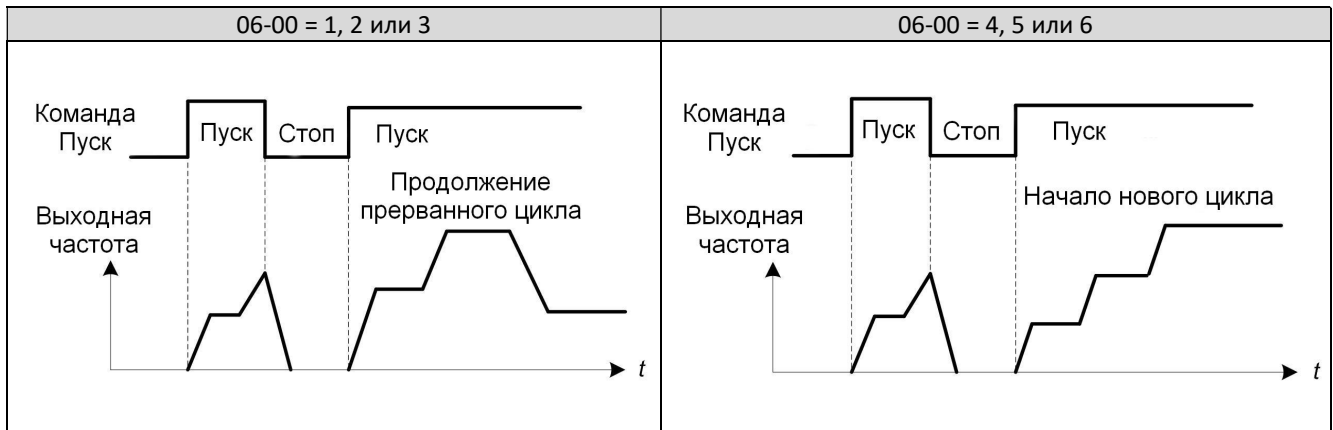 06-00 = 1, 2 или 3
06-00 = 4, 5 или 6
Команда
Пуск
Пуск
Стоп
Пуск
Продолжение
прерванного цикла
Выходная
частота
t
Команда
Пуск
Пуск
Стоп
Пуск
Начало нового цикла
Выходная
частота
t